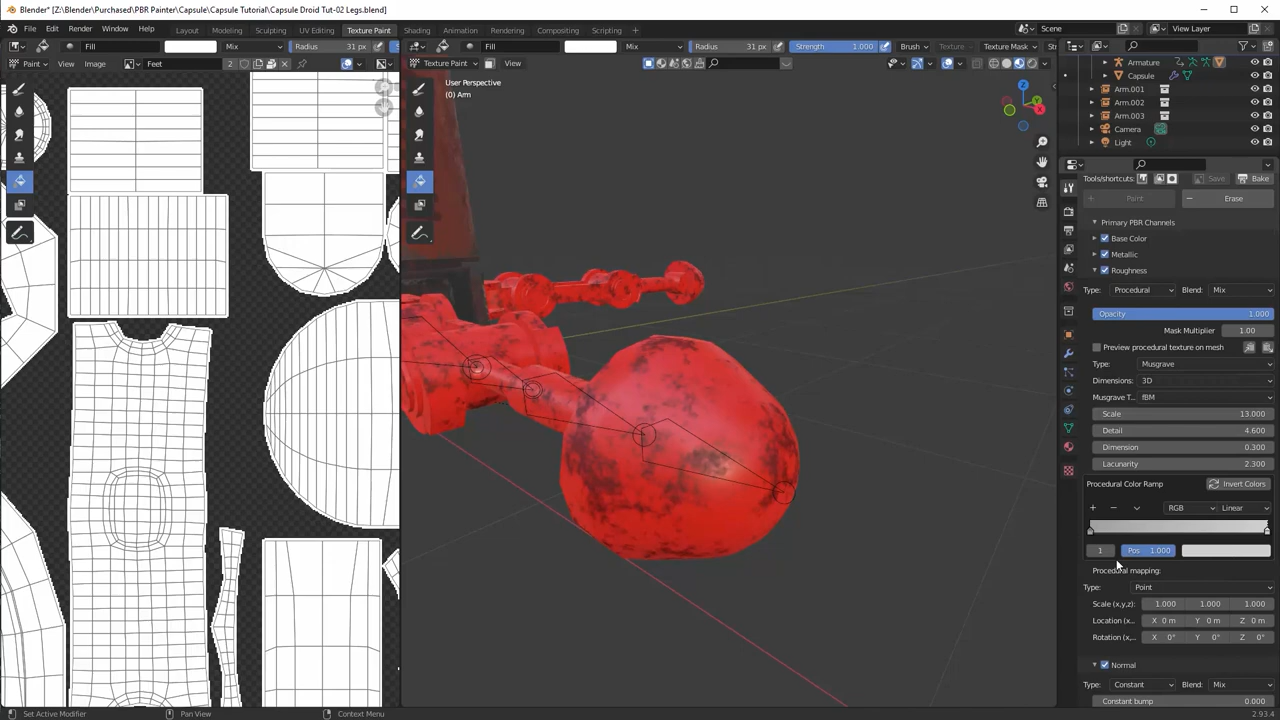 Blender* [Z:\Blender\Purchased\PBR Painter\Capsule\Capsule Tutorial\Capsule Droid Tut-02 Legs.blend]
File Edit Render Window Help Layout Modeling Sculpting UV Editing Texture Paint Shading Animation Rendering Compositing Scripting Scene View Layer
Fill Mix Radius 31 px Fill Mix Radius 31 px Strength 1.000 Brush Texture Texture Mask
Paint View Image Feet 2 Texture Paint View
User Perspective
(0) Arm
Armature
Capsule
Arm.001
Arm.002
Arm.003
Camera
Light
Tools/shortcuts: Save Bake
Paint Erase
Primary PBR Channels
Base Color
Metallic
Roughness
Type: Procedural Blend: Mix
Opacity 1.000
Mask Multiplier 1.00
Preview procedural texture on mesh
Type: Musgrave
Dimensions: 3D
Musgrave T... fBM
Scale 13.000
Detail 4.600
Dimension 0.300
Lacunarity 2.300
Procedural Color Ramp Invert Colors
RGB Linear
1 Pos 1.000
Procedural mapping:
Type: Point
Scale (x,y,z): 1.000 1.000 1.000
Location (x... X 0 m Y 0 m Z 0 m
Rotation (x,... X 0° Y 0° Z 0°
Normal
Type: Constant Blend: Mix
Constant bump 0.000
Set Active Modifier Pan View Context Menu 2.93.4